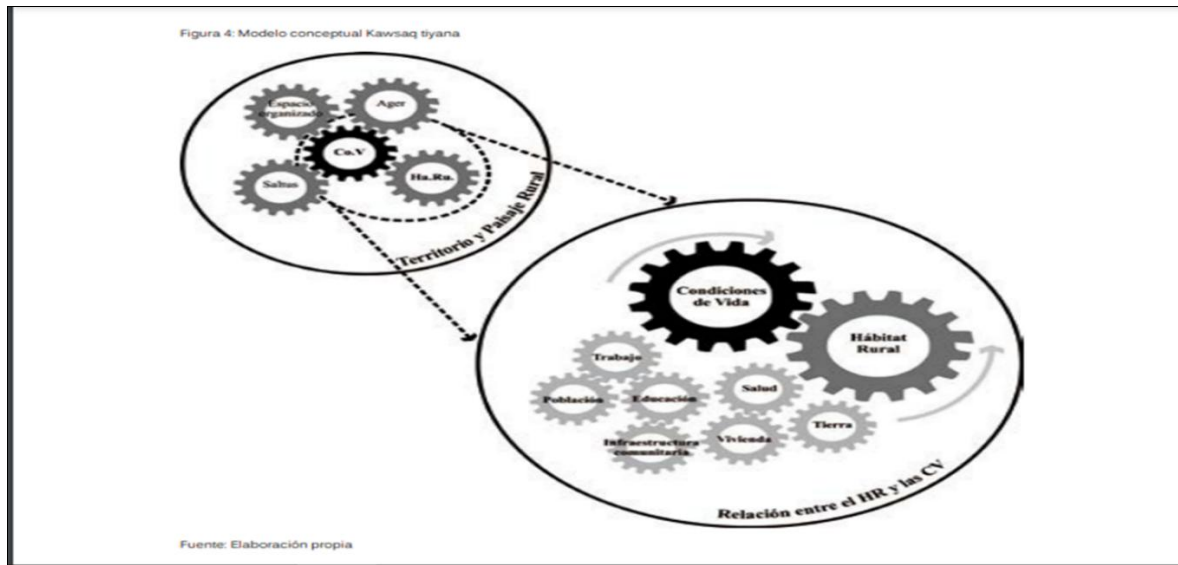 Figura 4: Modelo conceptual Kawsaq tiyana
Espacio
organizado
Ager
Co.V
Saltus
Ha.Ru.
Territorio y Paisaje Rural
Condiciones
de Vida
Hábitat
Rural
Trabajo
Población
Educación
Salud
Infraestructura
comunitaria
Vivienda
Tierra
Relación entre el HR y las CV
Fuente: Elaboración propia